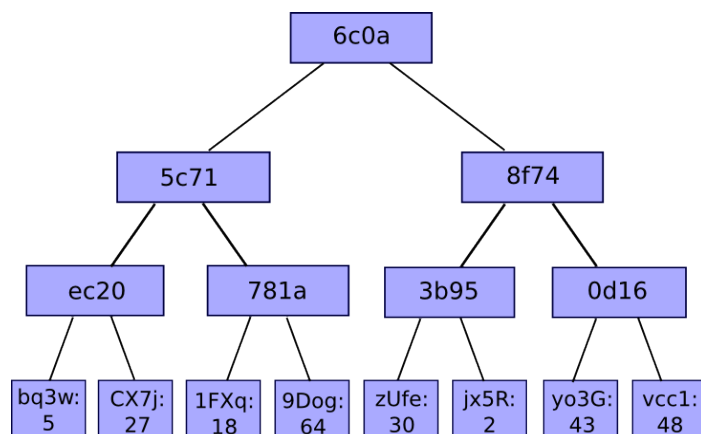 6c0a
5c71
8f74
ec20
781a
3b95
0d16
bq3w:
5
CX7j:
27
1FXq:
18
9Dog:
64
zUfe:
30
jx5R:
2
yo3G:
43
vcc1:
48